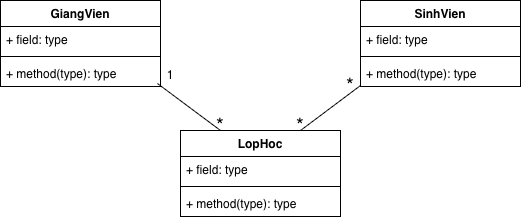 GiangVien
+ field: type
+ method(type): type
SinhVien
+ field: type
+ method(type): type
1
*
*
*
LopHoc
+ field: type
+ method(type): type